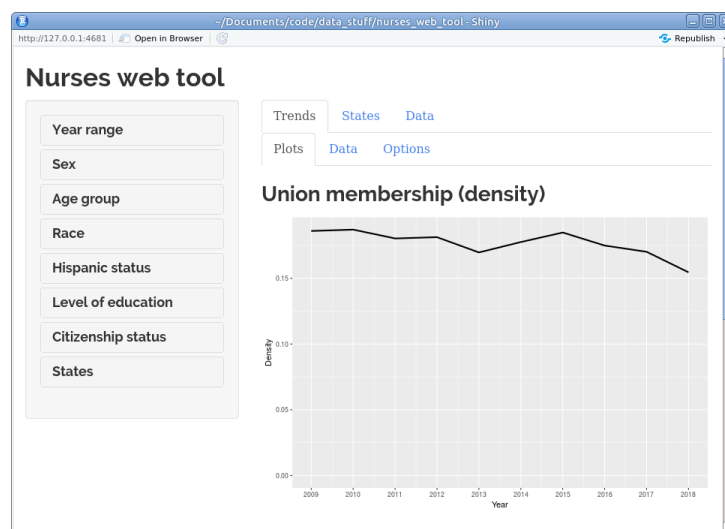 ~/Documents/code/data_stuff/nurses_web_tool - Shiny
http://127.0.0.1:4681 Open in Browser Republish
Nurses web tool
Year range
Sex
Age group
Race
Hispanic status
Level of education
Citizenship status
States
Trends States Data
Plots Data Options
Union membership (density)
Density
0.15
0.10
0.05
0.00
2009 2010 2011 2012 2013 2014 2015 2016 2017 2018
Year